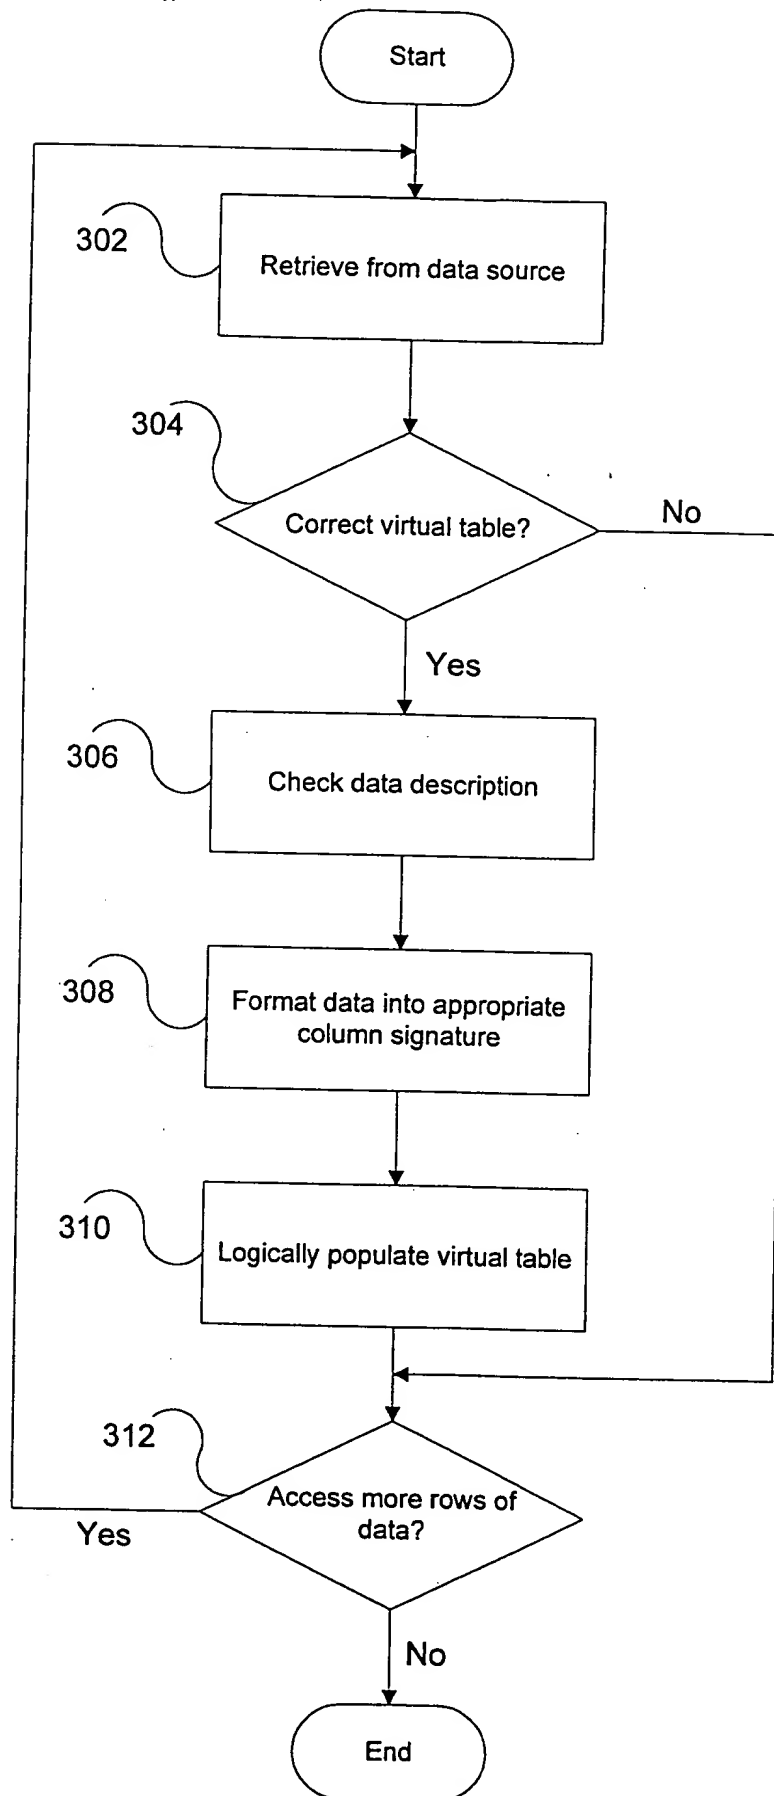 Start
302
Retrieve from data source
304
Correct virtual table?
No
Yes
306
Check data description
308
Format data into appropriate
column signature
310
Logically populate virtual table
312
Access more rows of
data?
Yes
No
End